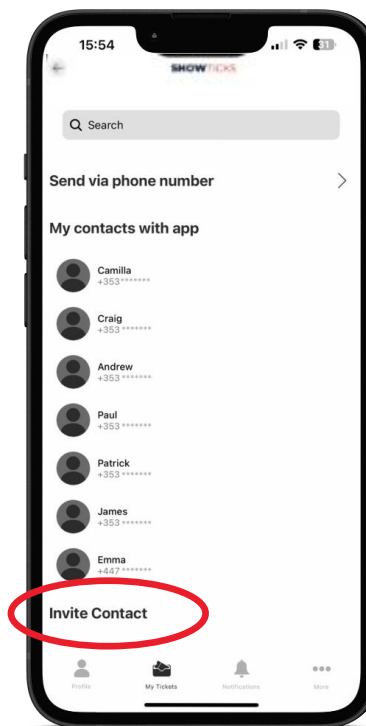 15:54
31
SHOWTICKS
Search
Send via phone number
My contacts with app
Camilla
+353*******
Craig
+353*******
Andrew
+353*******
Paul
+353*******
Patrick
+353*******
James
+353*******
Emma
+447*******
Invite Contact
Profile My Tickets Notifications More